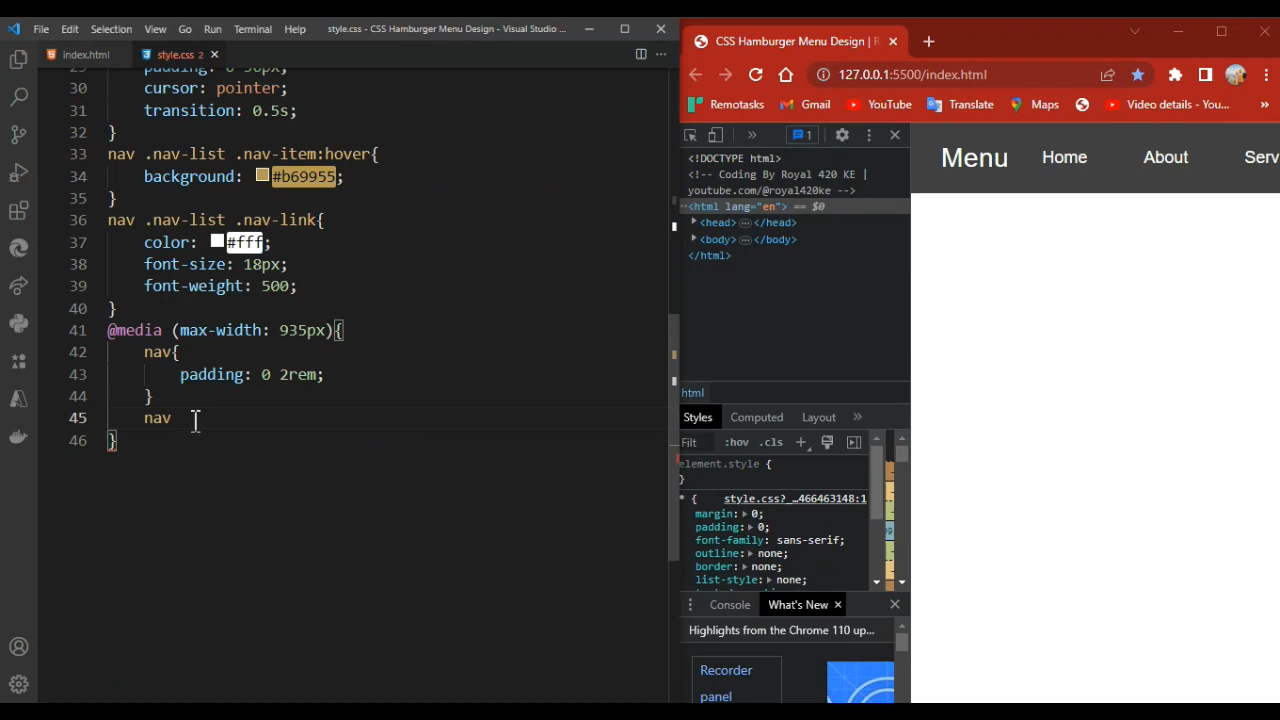 File Edit Selection View Go Run Terminal Help style.css - CSS Hamburger Menu Design - Visual Studio ...
index.html style.css 2
30 cursor: pointer;
31 transition: 0.5s;
32 }
33 nav .nav-list .nav-item:hover{
34 background: #b69955;
35 }
36 nav .nav-list .nav-link{
37 color: #fff;
38 font-size: 18px;
39 font-weight: 500;
40 }
41 @media (max-width: 935px){
42 nav{
43 padding: 0 2rem;
44 }
45 nav
46 }
CSS Hamburger Menu Design | R
127.0.0.1:5500/index.html
Remotasks Gmail YouTube Translate Maps Video details - You...
1
<!DOCTYPE html>
<!-- Coding By Royal 420 KE |
youtube.com/@royal420ke -->
<html lang="en"> == $0
<head> … </head>
<body> … </body>
</html>
html
Styles Computed Layout
Filt :hov .cls
element.style {
}
* { style.css?_…466463148:1
margin: 0;
padding: 0;
font-family: sans-serif;
outline: none;
border: none;
list-style: none;
Console What's New
Highlights from the Chrome 110 up...
Recorder
panel
Menu Home About Serv